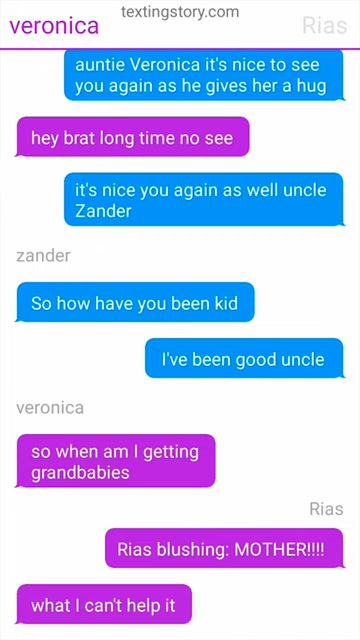 textingstory.com
veronica
Rias
auntie Veronica it's nice to see
you again as he gives her a hug
hey brat long time no see
it's nice you again as well uncle
Zander
zander
So how have you been kid
I've been good uncle
veronica
so when am I getting
grandbabies
Rias
Rias blushing: MOTHER!!!!
what I can't help it